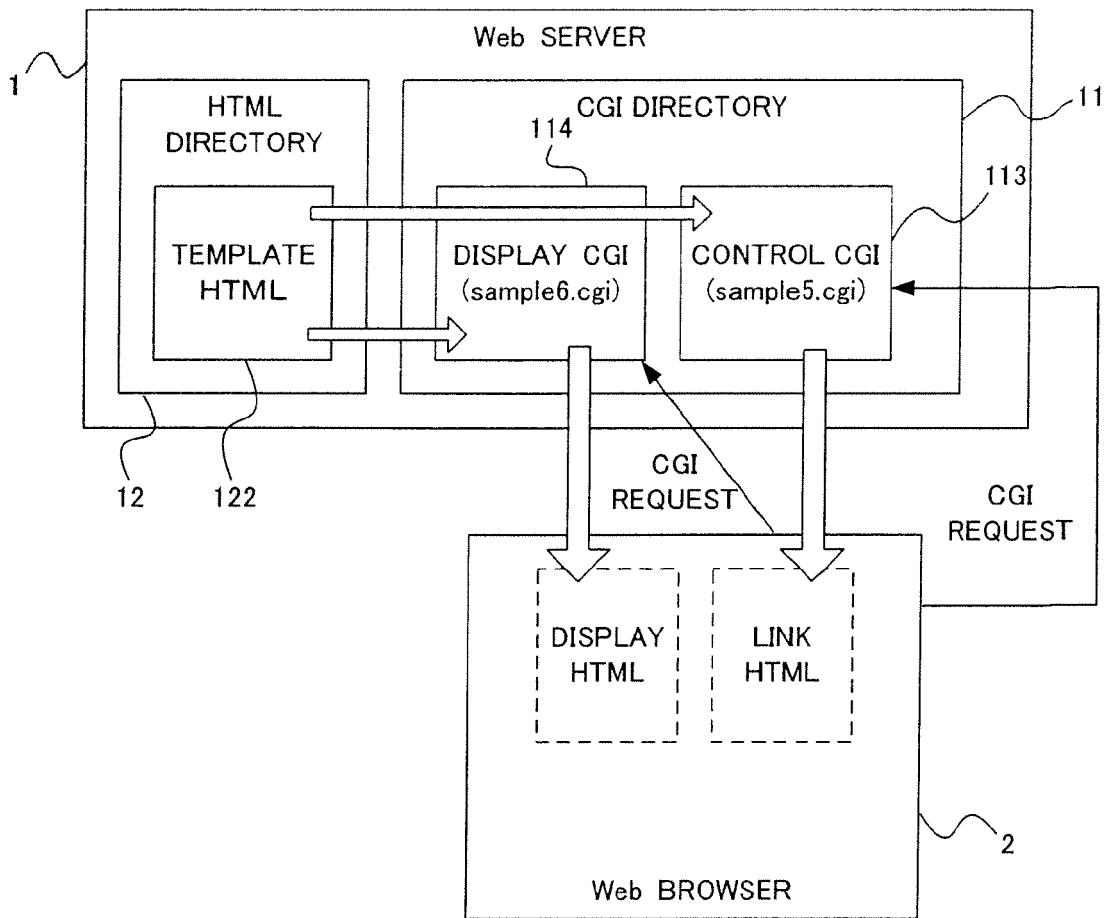 Web SERVER
1
HTML
DIRECTORY
CGI DIRECTORY
11
114
113
TEMPLATE
HTML
DISPLAY CGI
(sample6.cgi)
CONTROL CGI
(sample5.cgi)
12
122
CGI
REQUEST
CGI
REQUEST
DISPLAY
HTML
LINK
HTML
2
Web BROWSER